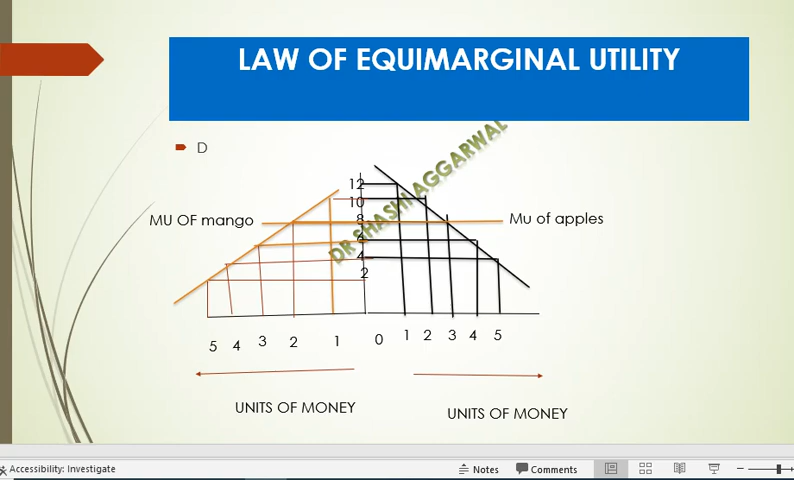 LAW OF EQUIMARGINAL UTILITY
D
DR SHASHI AGGARWAL
12
10
8
6
4
2
MU OF mango
Mu of apples
5 4 3 2 1 0 1 2 3 4 5
UNITS OF MONEY
UNITS OF MONEY
Accessibility: Investigate
Notes
Comments